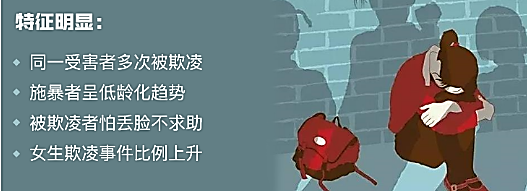 特征明显：
同一受害者多次被欺凌
施暴者呈低龄化趋势
被欺凌者怕丢脸不求助
女生欺凌事件比例上升